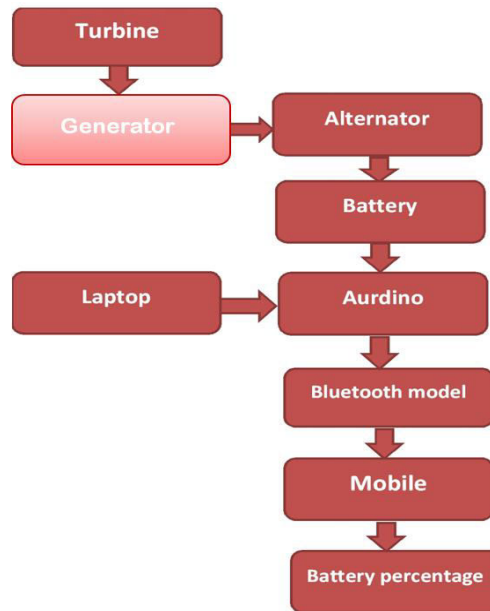 Turbine
Generator
Alternator
Battery
Laptop
Aurdino
Bluetooth model
Mobile
Battery percentage